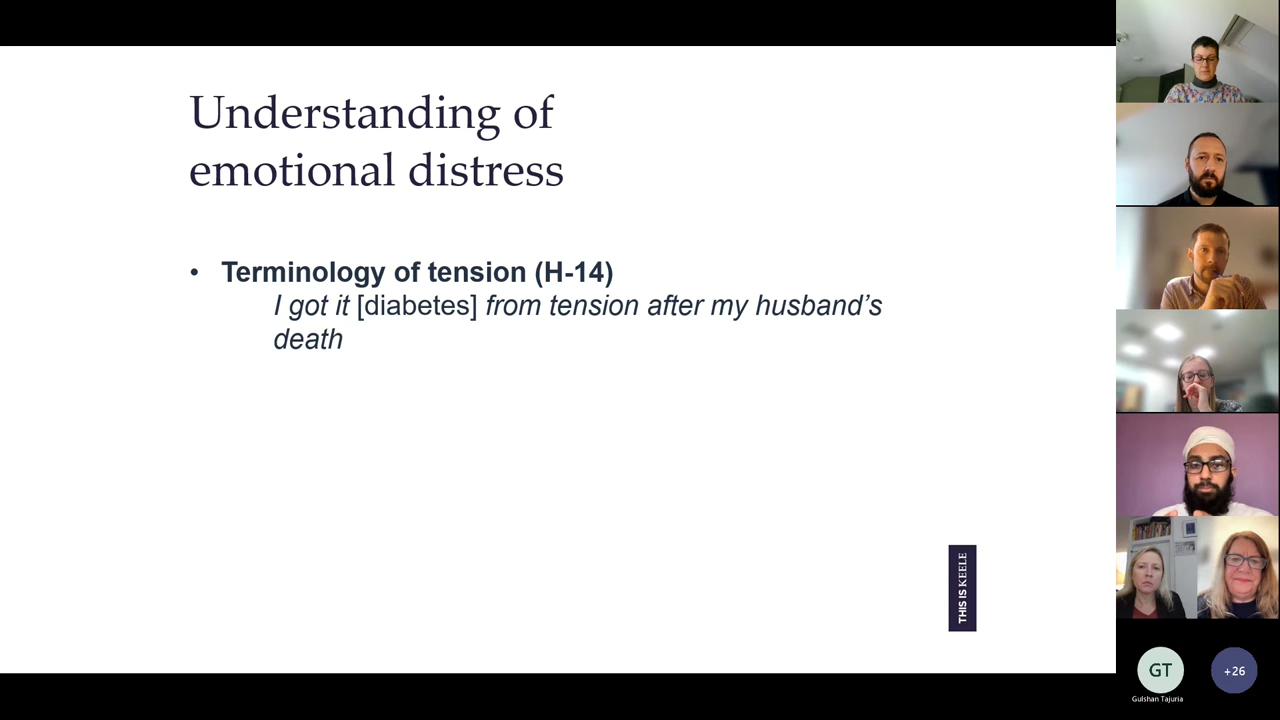 Understanding of
emotional distress
• Terminology of tension (H-14)
I got it [diabetes] from tension after my husband's
death
THIS IS KEELE
GT
+26
Gulshan Tajuria